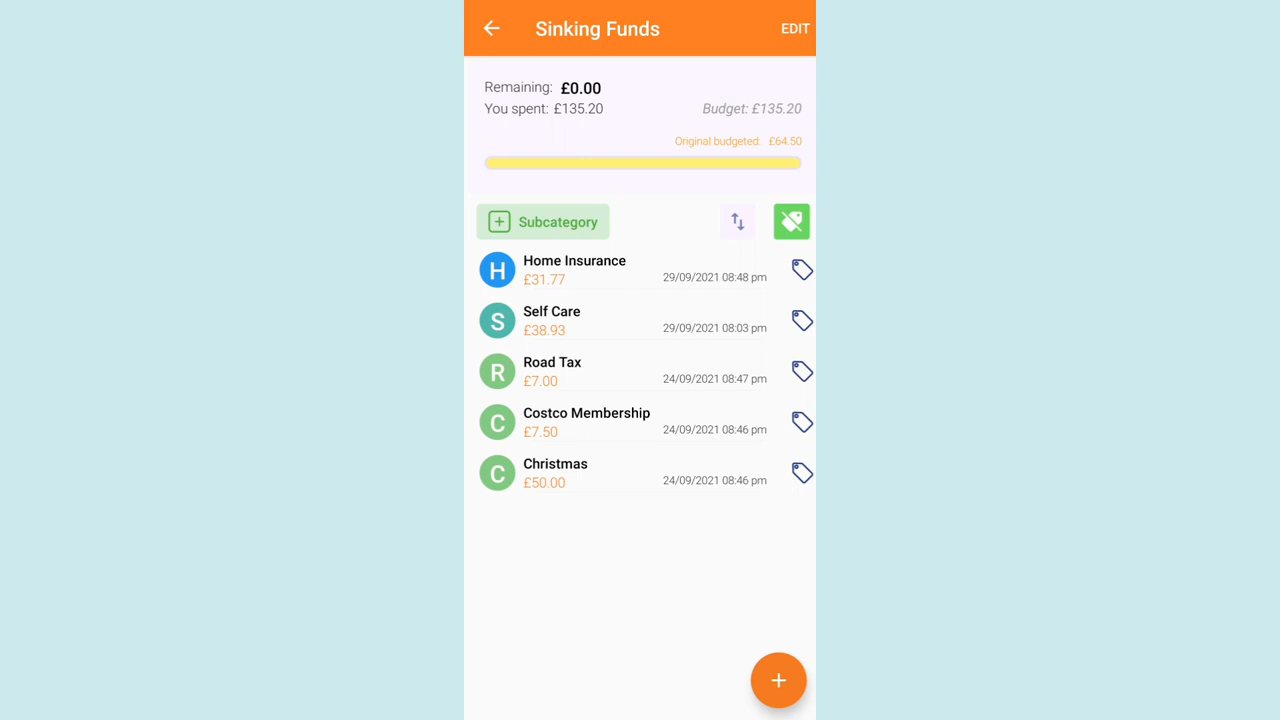 Sinking Funds EDIT
Remaining: £0.00
You spent: £135.20 Budget: £135.20
Original budgeted: £64.50
Subcategory
H Home Insurance
£31.77 29/09/2021 08:48 pm
S Self Care
£38.93 29/09/2021 08:03 pm
R Road Tax
£7.00 24/09/2021 08:47 pm
C Costco Membership
£7.50 24/09/2021 08:46 pm
C Christmas
£50.00 24/09/2021 08:46 pm